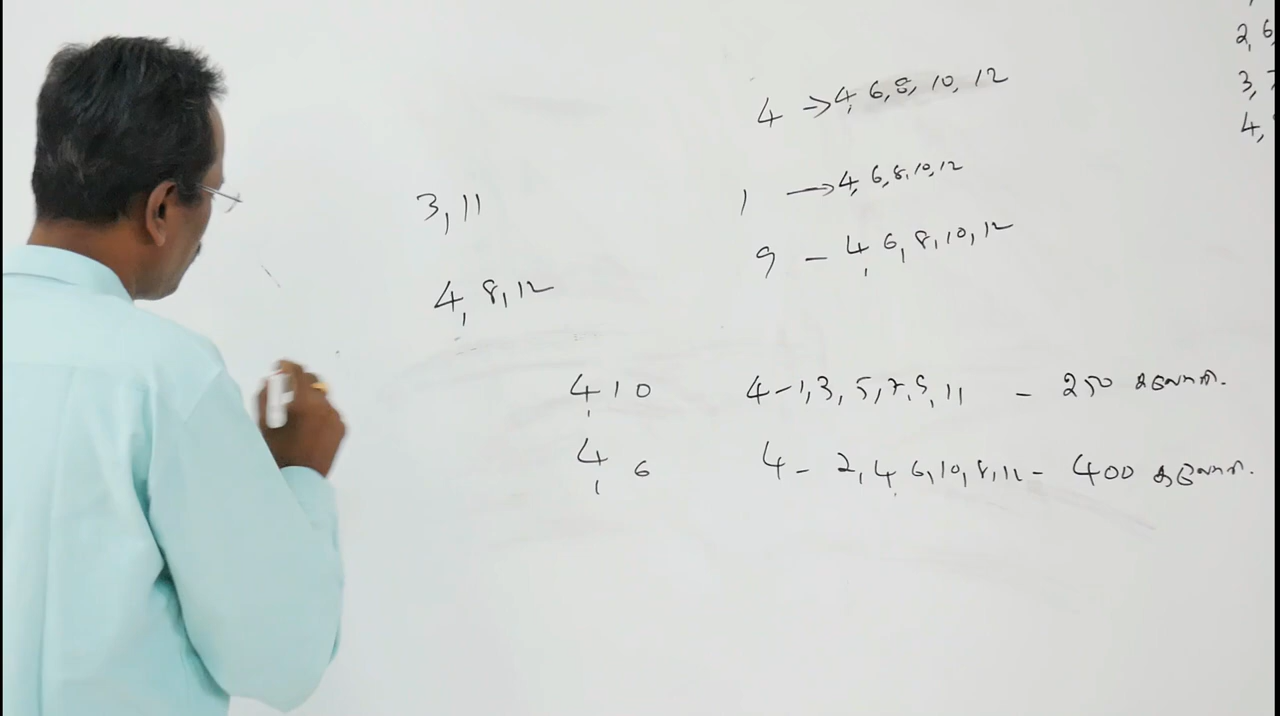 4 → 4, 6, 8, 10, 12
1 → 4, 6, 8, 10, 12
9 - 4, 6, 8, 10, 12
3, 11
4, 8, 12
4, 10
4, 6
4 - 1, 3, 5, 7, 9, 11 - 250
4 - 2, 4, 6, 10, 8, 12 - 400
2, 6,
3, 7
4,